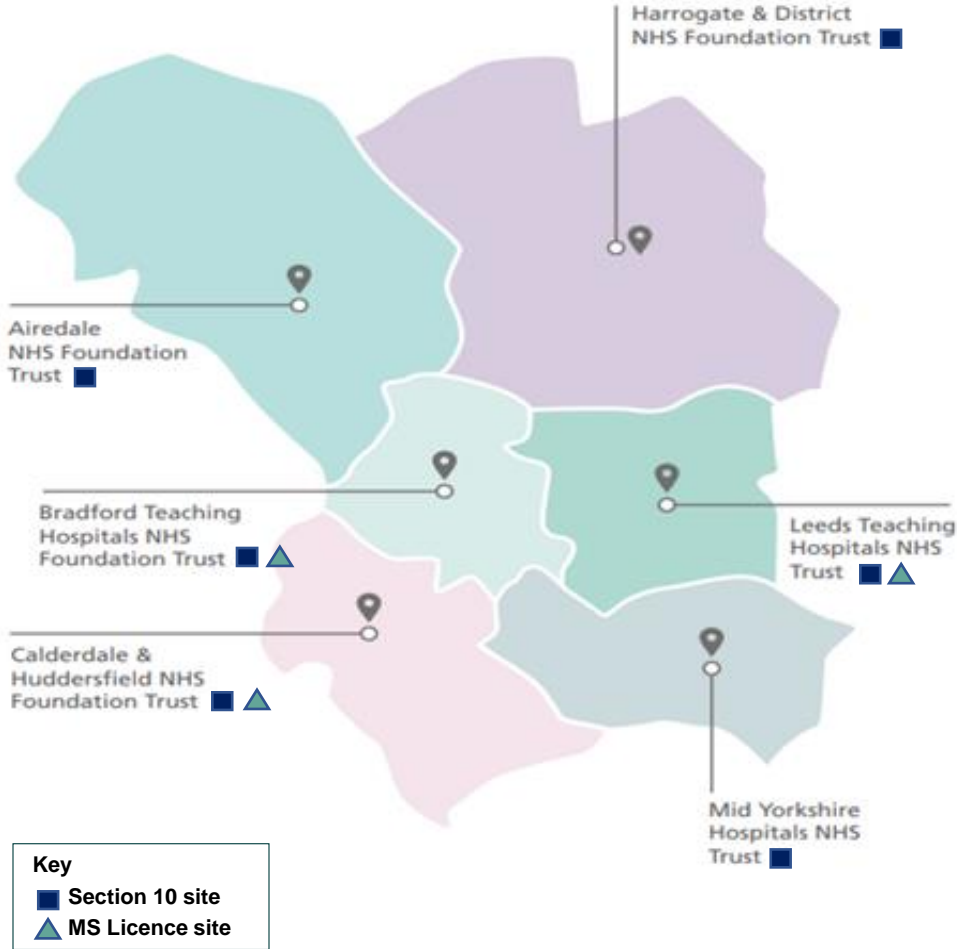 Harrogate & District
NHS Foundation Trust
Airedale
NHS Foundation
Trust
Bradford Teaching
Hospitals NHS
Foundation Trust
Leeds Teaching
Hospitals NHS
Trust
Calderdale &
Huddersfield NHS
Foundation Trust
Mid Yorkshire
Hospitals NHS
Trust
Key
Section 10 site
MS Licence site